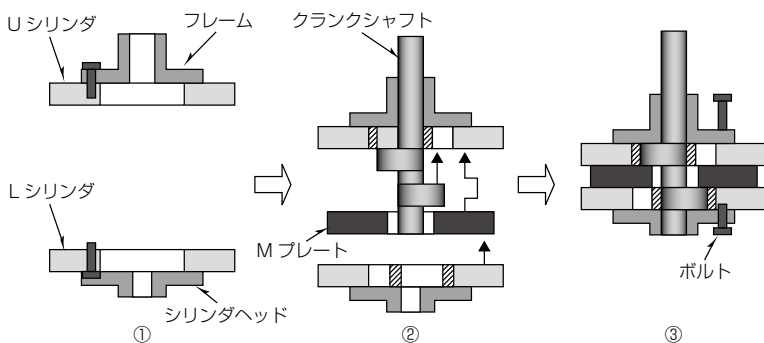 Uシリンダ
フレーム
Lシリンダ
シリンダヘッド
①
クランクシャフト
Mプレート
②
ボルト
③